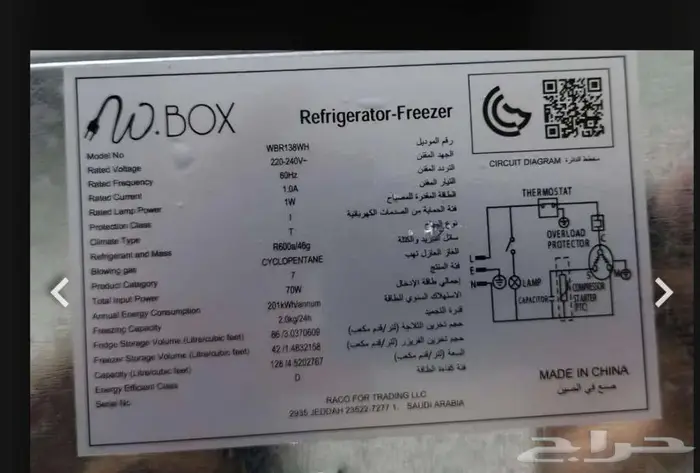 W.BOX
Refrigerator-Freezer
Model No WBR138WH رقم الموديل
Rated Voltage 220-240V~ الجهد المقنن
Rated Frequency 60Hz التردد المقنن
Rated Current 1.0A التيار المقنن
Rated Lamp Power 1W الطاقة المقدرة للمصباح
Protection Class I فئة الحماية من الصدمات الكهربائية
Climate Type T نوع المناخ
Refrigerant and Mass R600a/46g سائل التبريد والكتلة
Blowing gas CYCLOPENTANE الغاز العازل نهب
Product Category 7 فئة المنتج
Total Input Power 70W إجمالي طاقة الإدخال
Annual Energy Consumption 201kWh/annum الاستهلاك السنوي للطاقة
Freezing Capacity 2.0kg/24h قدرة التجميد
Fridge Storage Volume (Litra/cubic feet) 86/3.0370609 حجم تخزين الثلاجة (لتر/قدم مكعب)
Freezer Storage Volume (Litra/cubic feet) 42/1.4832158 حجم تخزين الفريزر (لتر/قدم مكعب)
Capacity (Litra/cubic feet) 128/4.5202767 السعة (لتر/قدم مكعب)
Energy Efficient Class D فئة كفاءة الطاقة
Serial No
RACO FOR TRADING LLC
2935 JEDDAH 23522-7277 1. SAUDI ARABIA
CIRCUIT DIAGRAM مخطط الدائرة
THERMOSTAT
OVERLOAD
PROTECTOR
C
L
E
N
LAMP
S
M
CAPACITOR
COMPRESSOR
STARTER
(PTC)
MADE IN CHINA
صنع في الصين
حراج